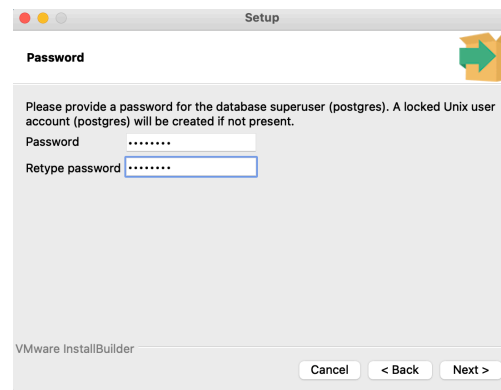 Setup
Password
Please provide a password for the database superuser (postgres). A locked Unix user
account (postgres) will be created if not present.
Password ••••••••
Retype password ••••••••
VMware InstallBuilder
Cancel < Back Next >